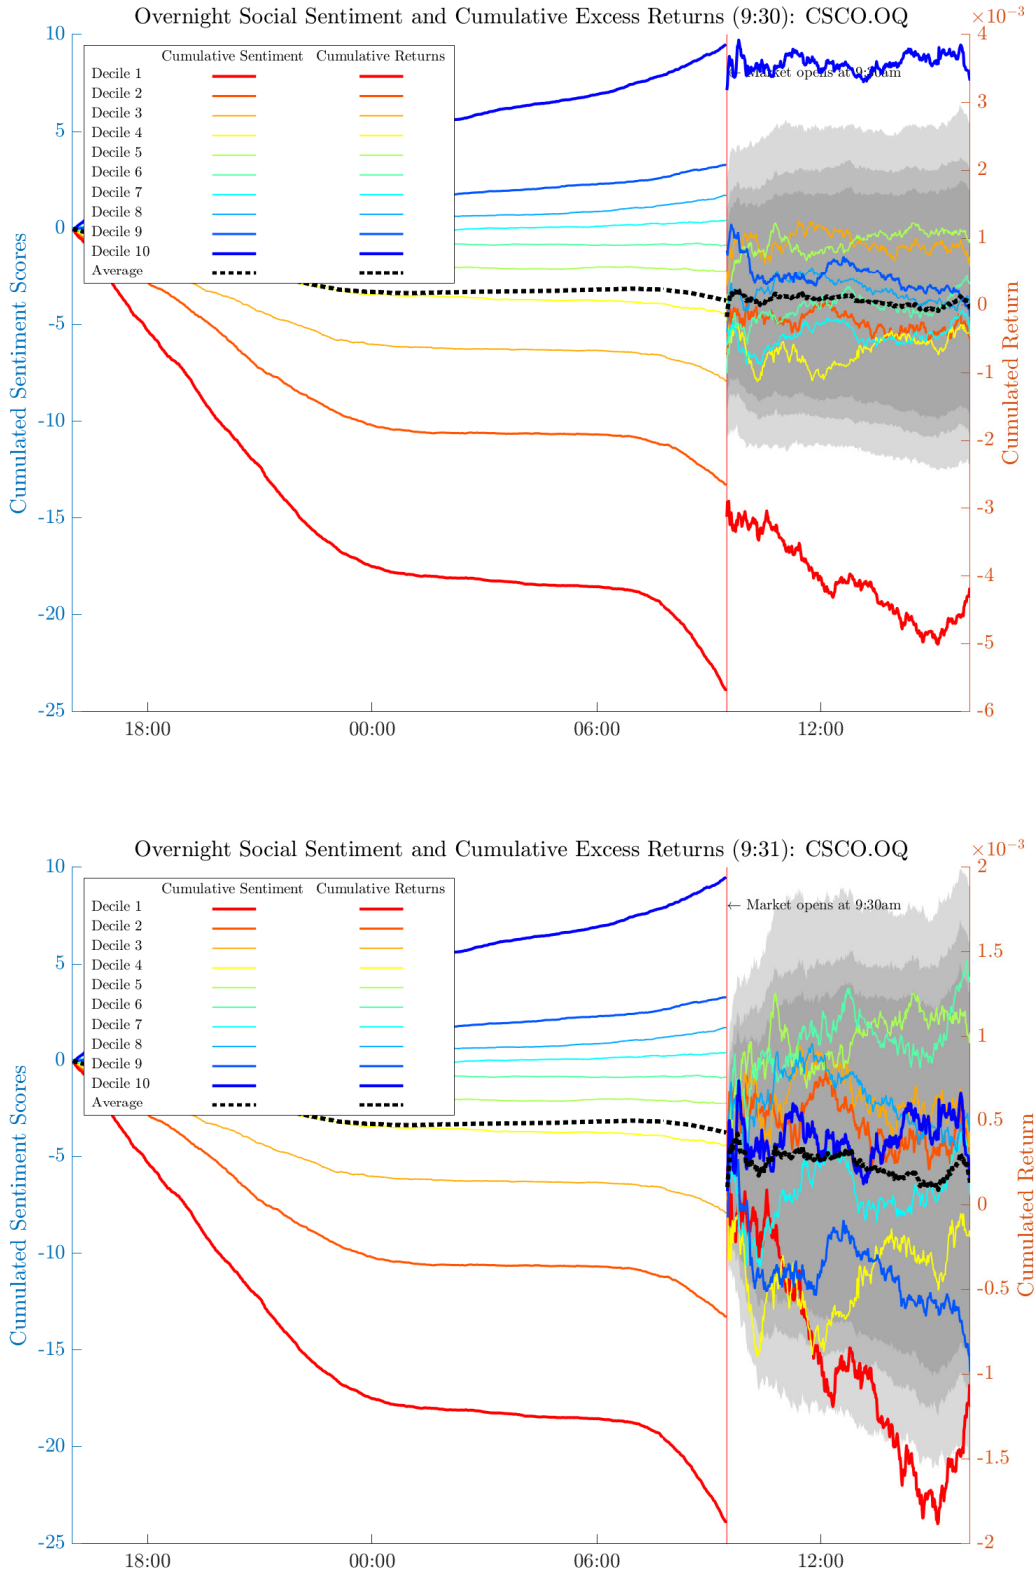 Overnight Social Sentiment and Cumulative Excess Returns (9:30): CSCO.OQ
×10⁻³
Cumulative Sentiment Cumulative Returns
Decile 1
Decile 2
Decile 3
Decile 4
Decile 5
Decile 6
Decile 7
Decile 8
Decile 9
Decile 10
Average
← Market opens at 9:30am
Cumulated Sentiment Scores
10
5
0
-5
-10
-15
-20
-25
18:00 00:00 06:00 12:00
4
3
2
1
0
-1
-2
-3
-4
-5
-6
Cumulated Return
Overnight Social Sentiment and Cumulative Excess Returns (9:31): CSCO.OQ
×10⁻³
Cumulative Sentiment Cumulative Returns
Decile 1
Decile 2
Decile 3
Decile 4
Decile 5
Decile 6
Decile 7
Decile 8
Decile 9
Decile 10
Average
← Market opens at 9:30am
Cumulated Sentiment Scores
10
5
0
-5
-10
-15
-20
-25
18:00 00:00 06:00 12:00
2
1.5
1
0.5
0
-0.5
-1
-1.5
-2
Cumulated Return